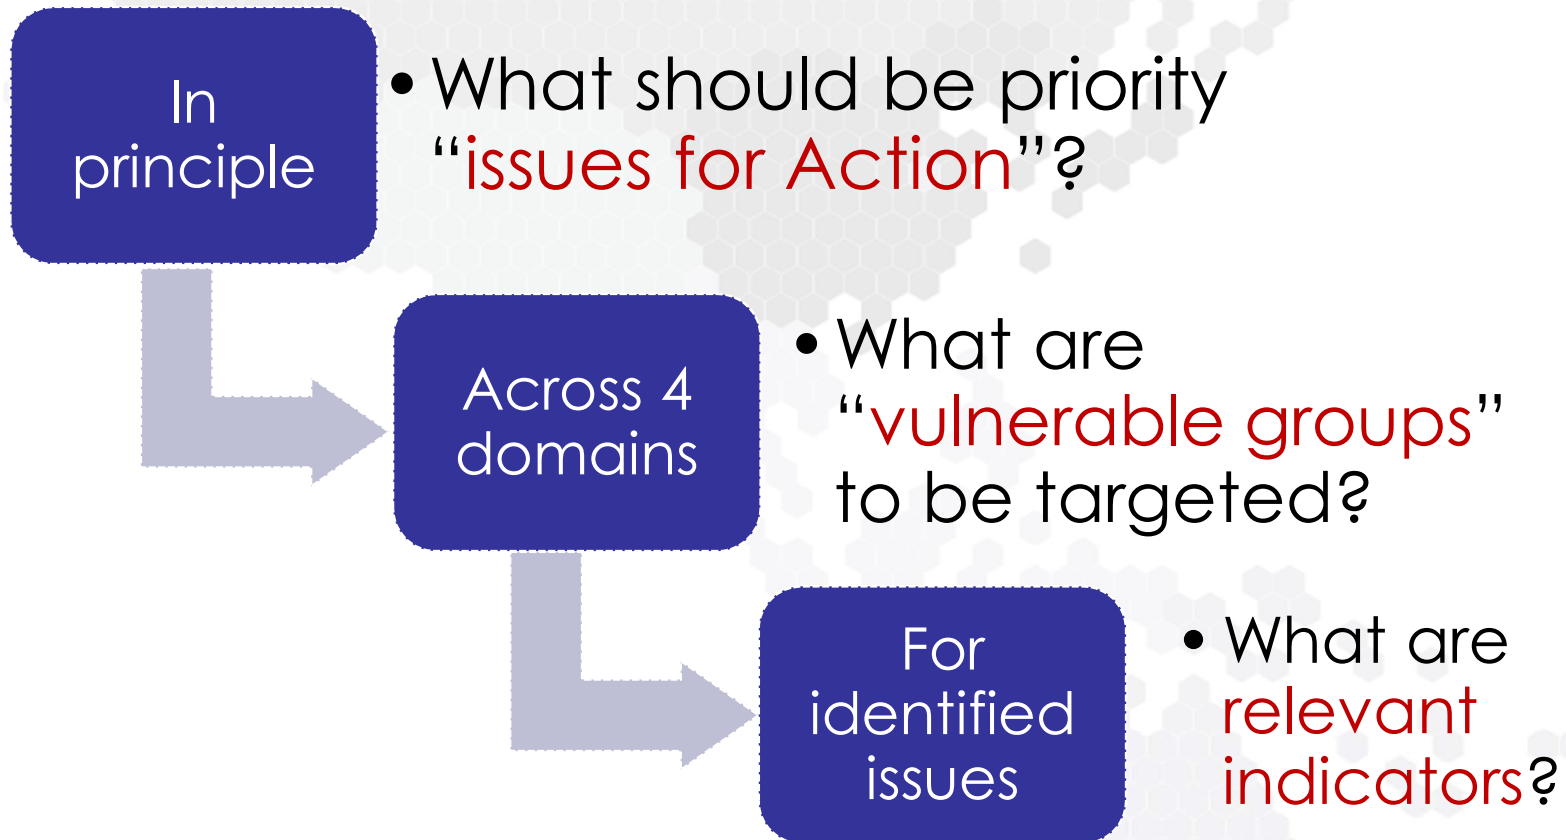 In
principle
• What should be priority
“issues for Action”?
Across 4
domains
• What are
“vulnerable groups”
to be targeted?
For
identified
issues
• What are
relevant
indicators?